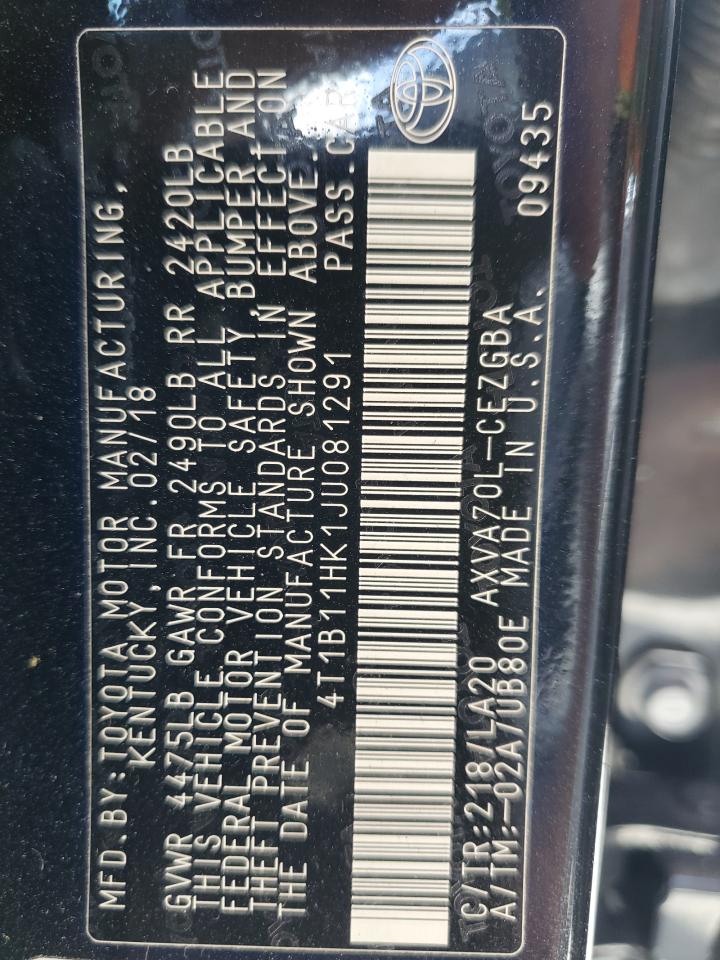 MFD.BY:TOYOTA MOTOR MANUFACTURING,
KENTUCKY,INC.02/18
GVWR 4475LB GAWR FR 2490LB RR 2420LB
THIS VEHICLE CONFORMS TO ALL APPLICABLE
FEDERAL MOTOR VEHICLE SAFETY,BUMPER AND
THEFT PREVENTION STANDARDS IN EFFECT ON
THE DATE OF MANUFACTURE SHOWN ABOVE.
4T1B11HK1JU081291 PASS.CAR
C/TR:218/LA20 AXVA70L-CEZGBA
A/TM:-02A/UB80E MADE IN U.S.A. 09435